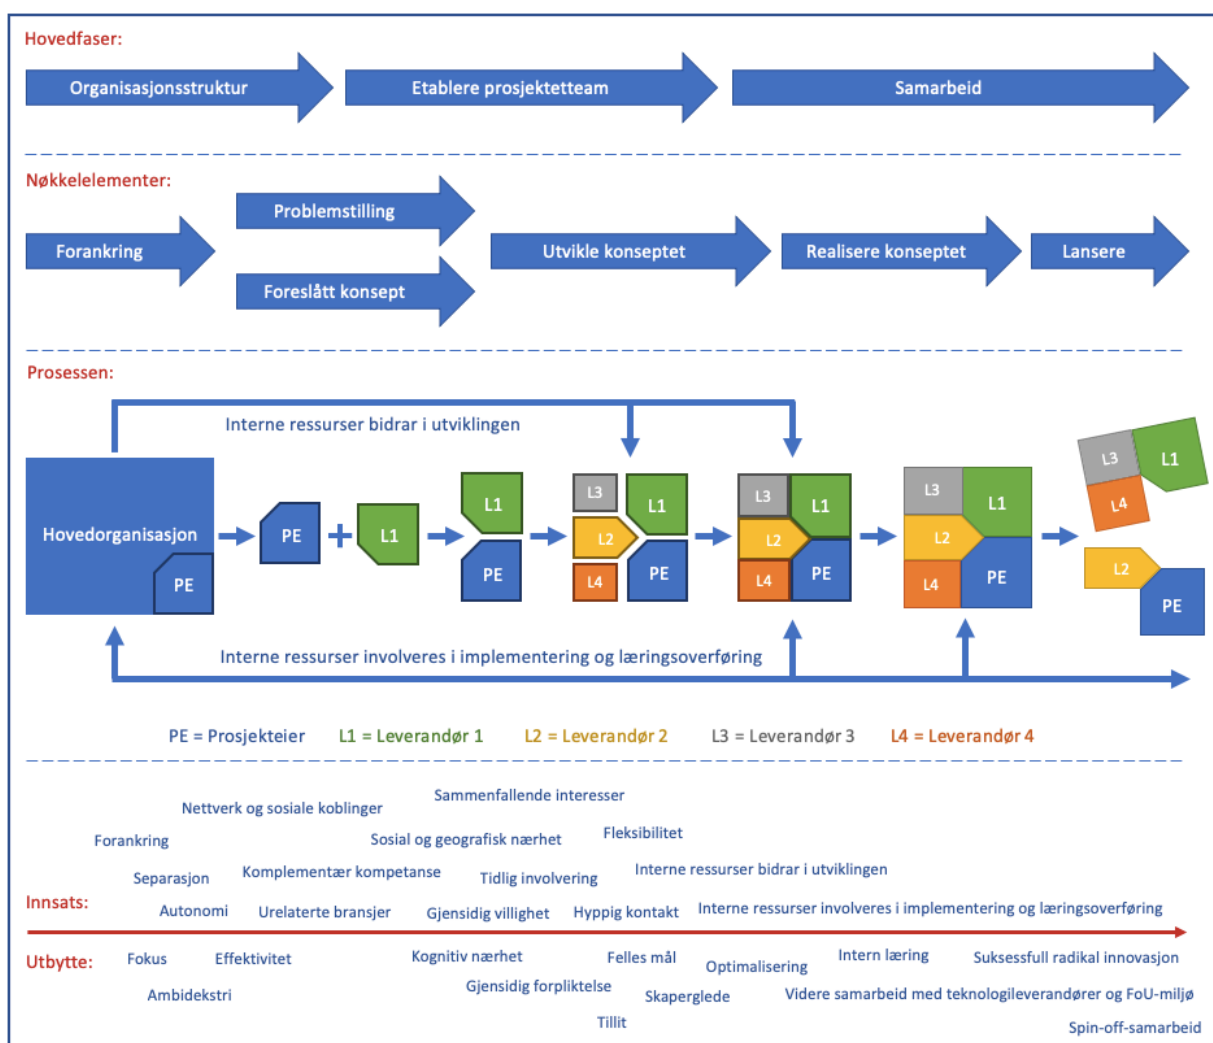 Hovedfaser:
Organisasjonsstruktur
Etablere prosjektetteam
Samarbeid
Nøkkelelementer:
Forankring
Problemstilling
Foreslått konsept
Utvikle konseptet
Realisere konseptet
Lansere
Prosessen:
Interne ressurser bidrar i utviklingen
Hovedorganisasjon
PE
PE
L1
L1
PE
L3
L1
L2
L4
PE
L3
L1
L2
L4
PE
L3
L1
L2
L4
PE
L3
L1
L4
L2
PE
Interne ressurser involveres i implementering og læringsoverføring
PE = Prosjekteier
L1 = Leverandør 1
L2 = Leverandør 2
L3 = Leverandør 3
L4 = Leverandør 4
Nettverk og sosiale koblinger
Sammenfallende interesser
Forankring
Sosial og geografisk nærhet
Fleksibilitet
Separasjon
Komplementær kompetanse
Tidlig involvering
Interne ressurser bidrar i utviklingen
Innsats:
Autonomi
Urelaterte bransjer
Gjensidig villighet
Hyppig kontakt
Interne ressurser involveres i implementering og læringsoverføring
Utbytte:
Fokus
Effektivitet
Kognitiv nærhet
Felles mål
Optimalisering
Intern læring
Suksessfull radikal innovasjon
Ambidekstri
Gjensidig forpliktelse
Skaperglede
Videre samarbeid med teknologileverandører og FoU-miljø
Tillit
Spin-off-samarbeid